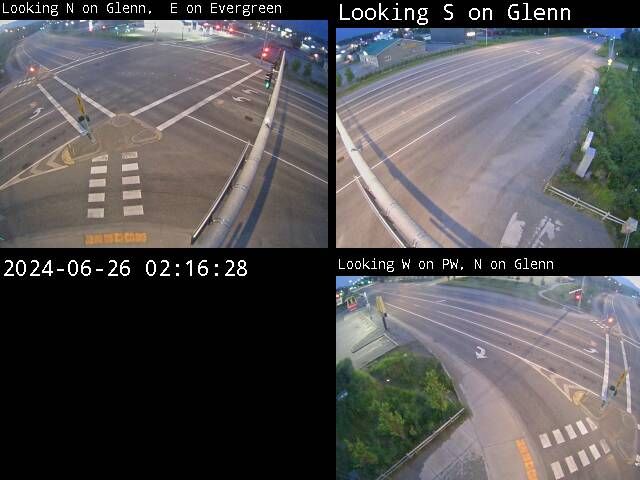 Looking N on Glenn,  E on Evergreen
Looking S on Glenn
2024-06-26 02:16:28
Looking W on PW, N on Glenn